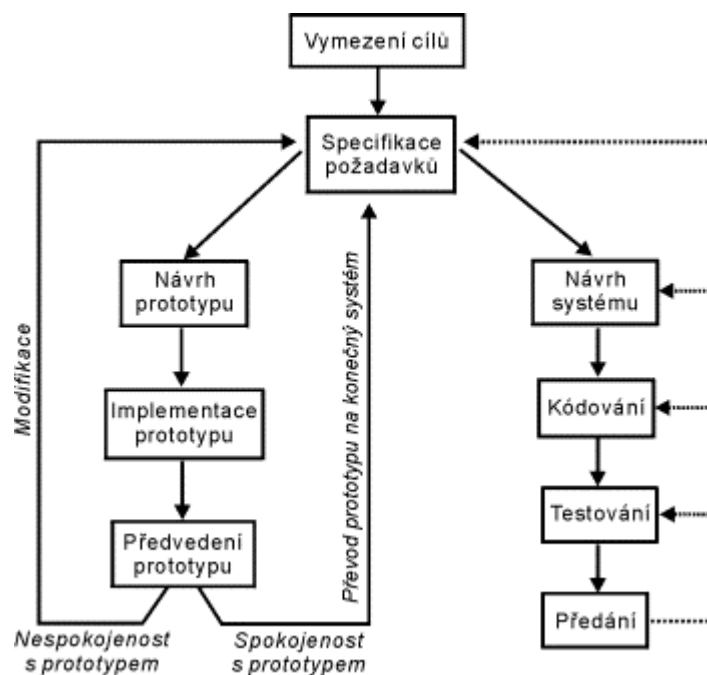 Vymezení cílů
Specifikace
požadavků
Návrh
prototypu
Implementace
prototypu
Předvedení
prototypu
Modifikace
Nespokojenost
s prototypem
Spokojenost
s prototypem
Převod prototypu na konečný systém
Návrh
systému
Kódování
Testování
Předání